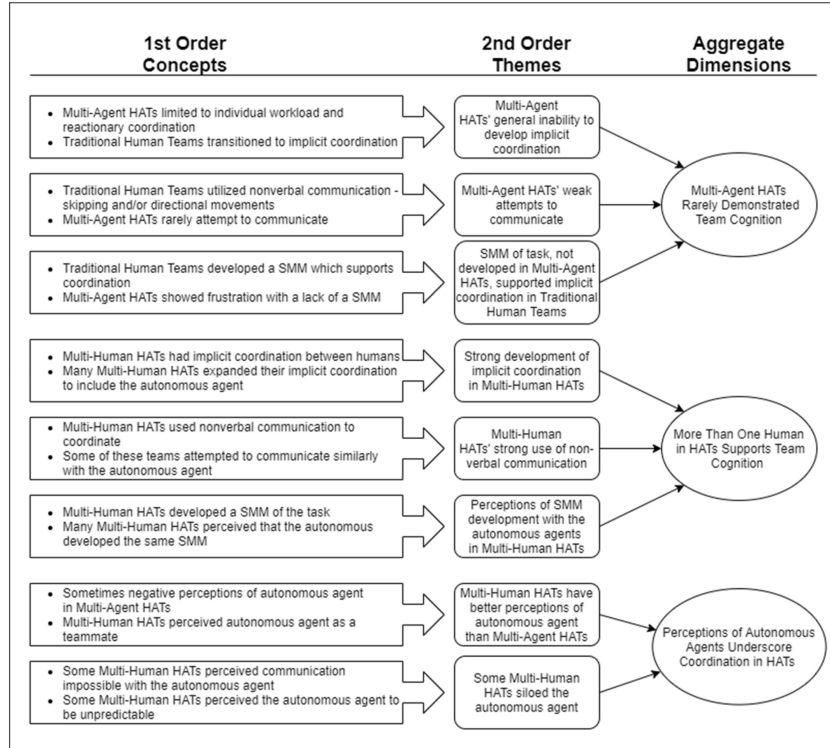 1st Order
Concepts
2nd Order
Themes
Aggregate
Dimensions
• Multi-Agent HATs limited to individual workload and
reactionary coordination
• Traditional Human Teams transitioned to implicit coordination
Multi-Agent
HATs' general inability to
develop implicit
coordination
• Traditional Human Teams utilized nonverbal communication -
skipping and/or directional movements
• Multi-Agent HATs rarely attempt to communicate
Multi-Agent HATs' weak
attempts to
communicate
• Traditional Human Teams developed a SMM which supports
coordination
• Multi-Agent HATs showed frustration with a lack of a SMM
SMM of task, not
developed in Multi-Agent
HATs, supported implicit
coordination in Traditional
Human Teams
Multi-Agent HATs
Rarely Demonstrated
Team Cognition
• Multi-Human HATs had implicit coordination between humans
• Many Multi-Human HATs expanded their implicit coordination
to include the autonomous agent
Strong development of
implicit coordination
in Multi-Human HATs
• Multi-Human HATs used nonverbal communication to
coordinate
• Some of these teams attempted to communicate similarly
with the autonomous agent
Multi-Human
HATs' strong use of non-
verbal communication
• Multi-Human HATs developed a SMM of the task
• Many Multi-Human HATs perceived that the autonomous
developed the same SMM
Perceptions of SMM
development with the
autonomous agents
in Multi-Human HATs
More Than One Human
in HATs Supports Team
Cognition
• Sometimes negative perceptions of autonomous agent
in Multi-Agent HATs
• Multi-Human HATs perceived autonomous agent as a
teammate
Multi-Human HATs have
better perceptions of
autonomous agent
than Multi-Agent HATs
• Some Multi-Human HATs perceived communication
impossible with the autonomous agent
• Some Multi-Human HATs perceived the autonomous agent to
be unpredictable
Some Multi-Human
HATs siloed the
autonomous agent
Perceptions of Autonomous
Agents Underscore
Coordination in HATs